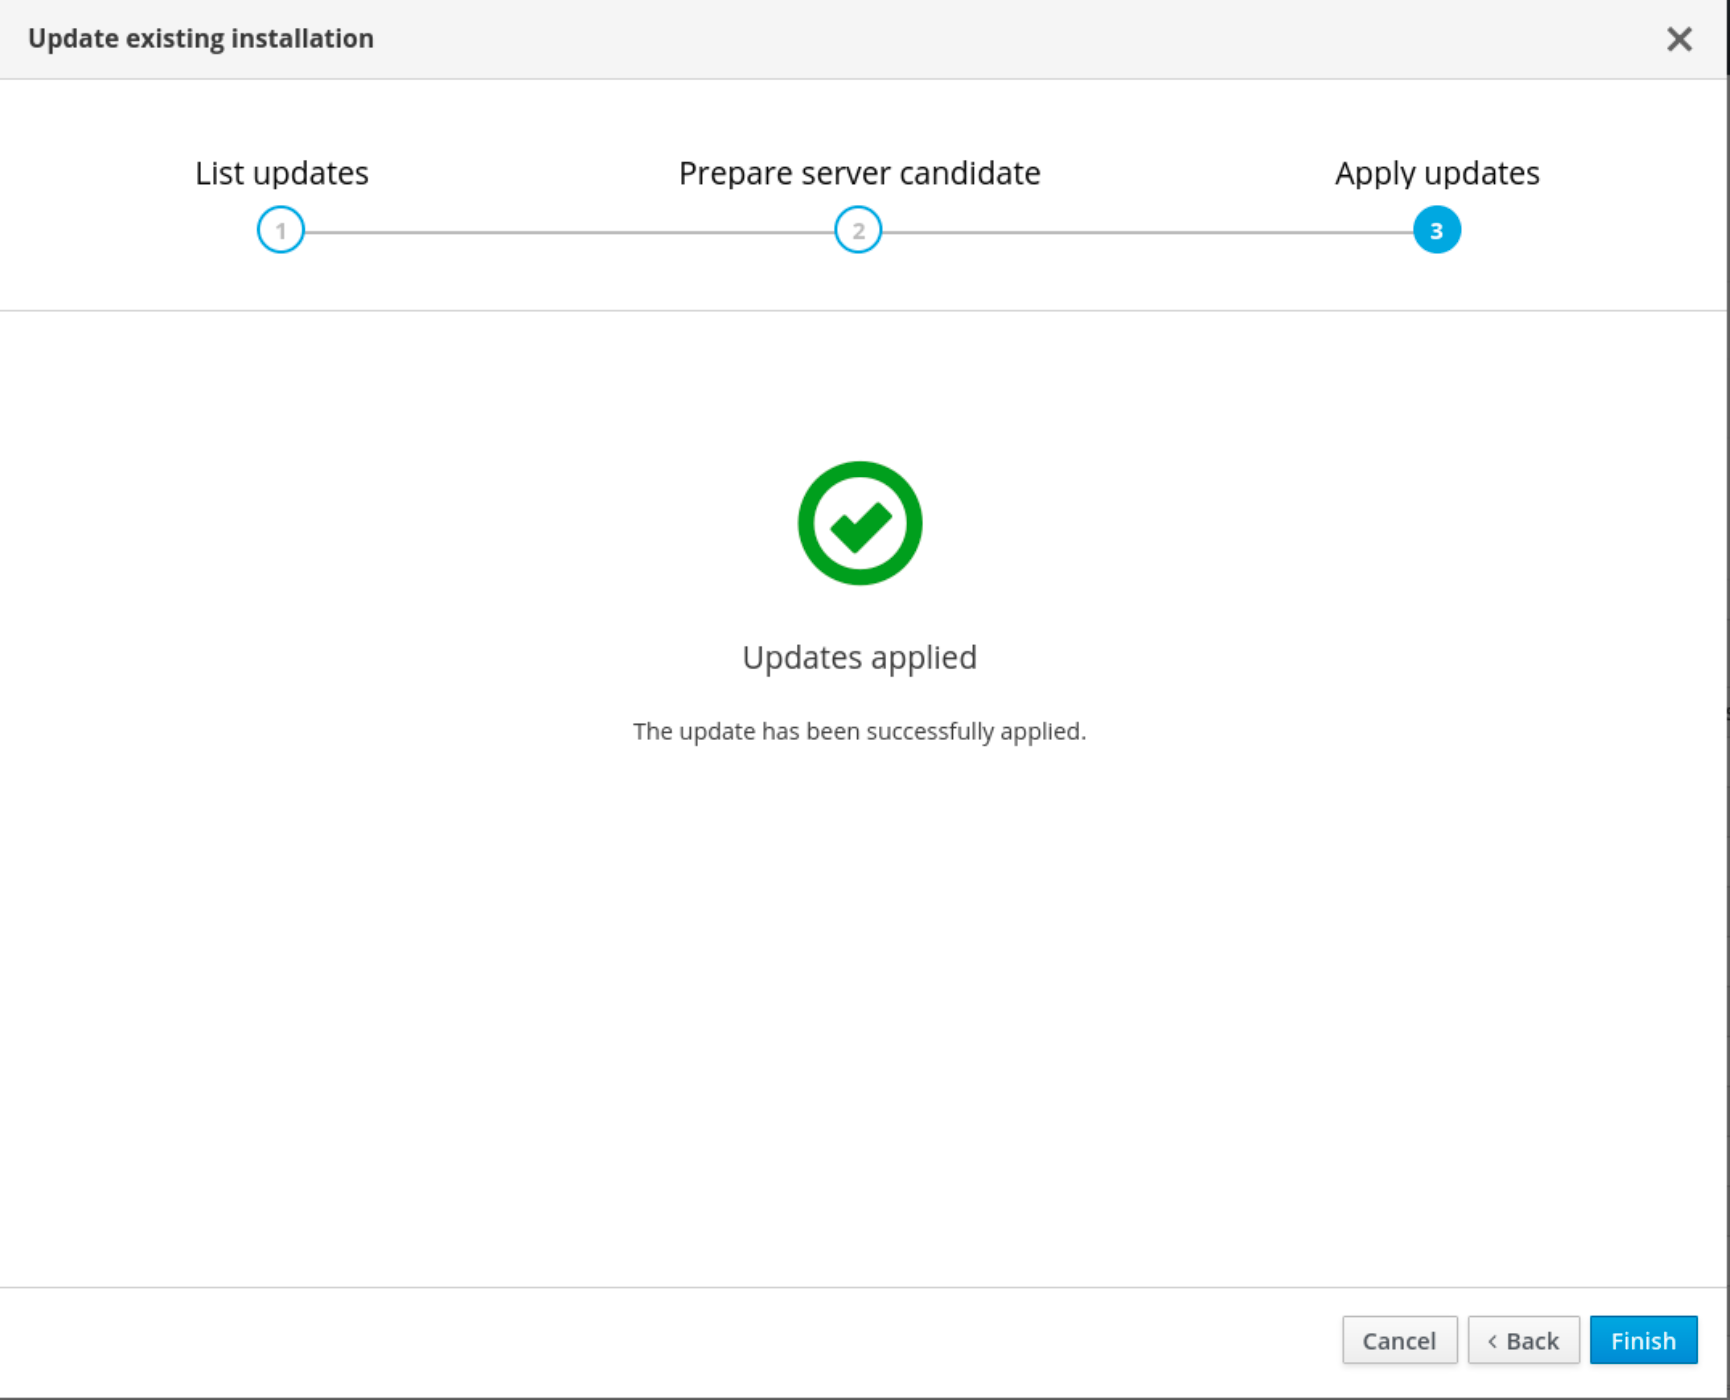 Update existing installation
List updates
Prepare server candidate
Apply updates
1
2
3
Updates applied
The update has been successfully applied.
Cancel
Back
Finish